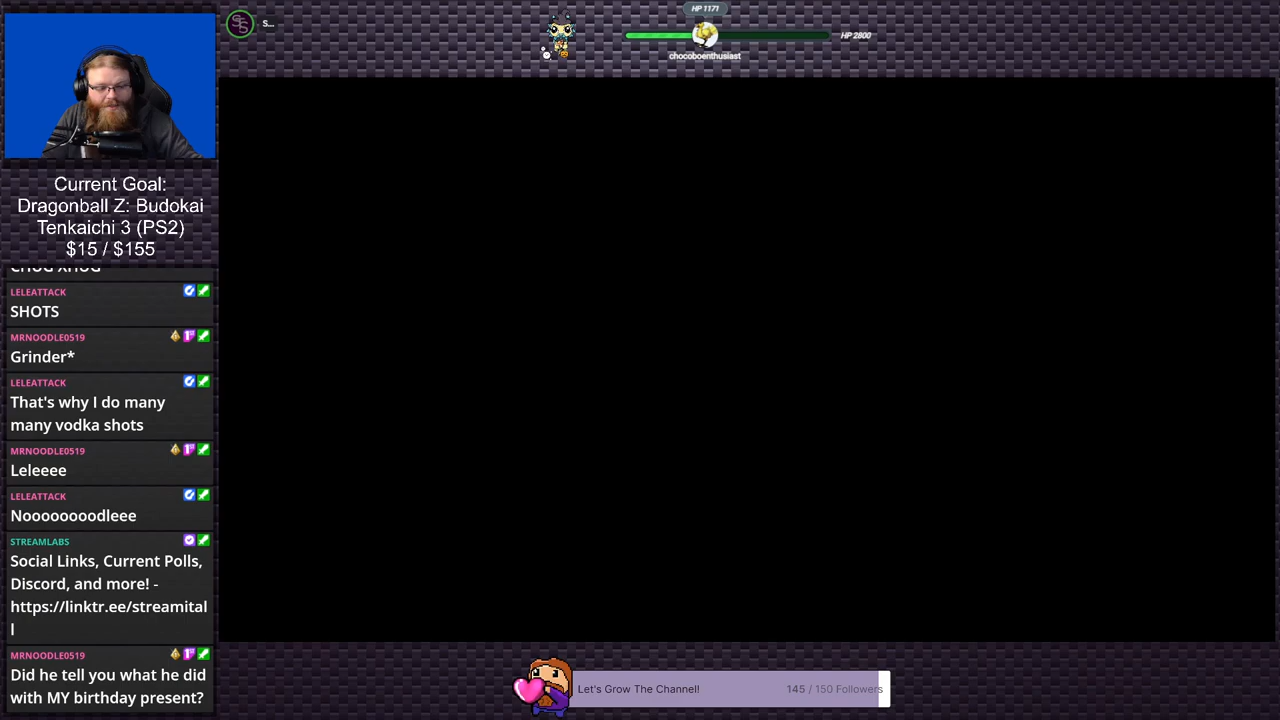 S...
HP 1171
HP 2800
chocoboenthusiast
Current Goal:
Dragonball Z: Budokai
Tenkaichi 3 (PS2)
$15 / $155
LELEATTACK
SHOTS
MRNOODLE0519
Grinder*
LELEATTACK
That's why I do many
many vodka shots
MRNOODLE0519
Leleeee
LELEATTACK
Noooooooodleee
STREAMLABS
Social Links, Current Polls,
Discord, and more! -
https://linktr.ee/streamital
l
MRNOODLE0519
Did he tell you what he did
with MY birthday present?
Let's Grow The Channel!
145 / 150 Followers